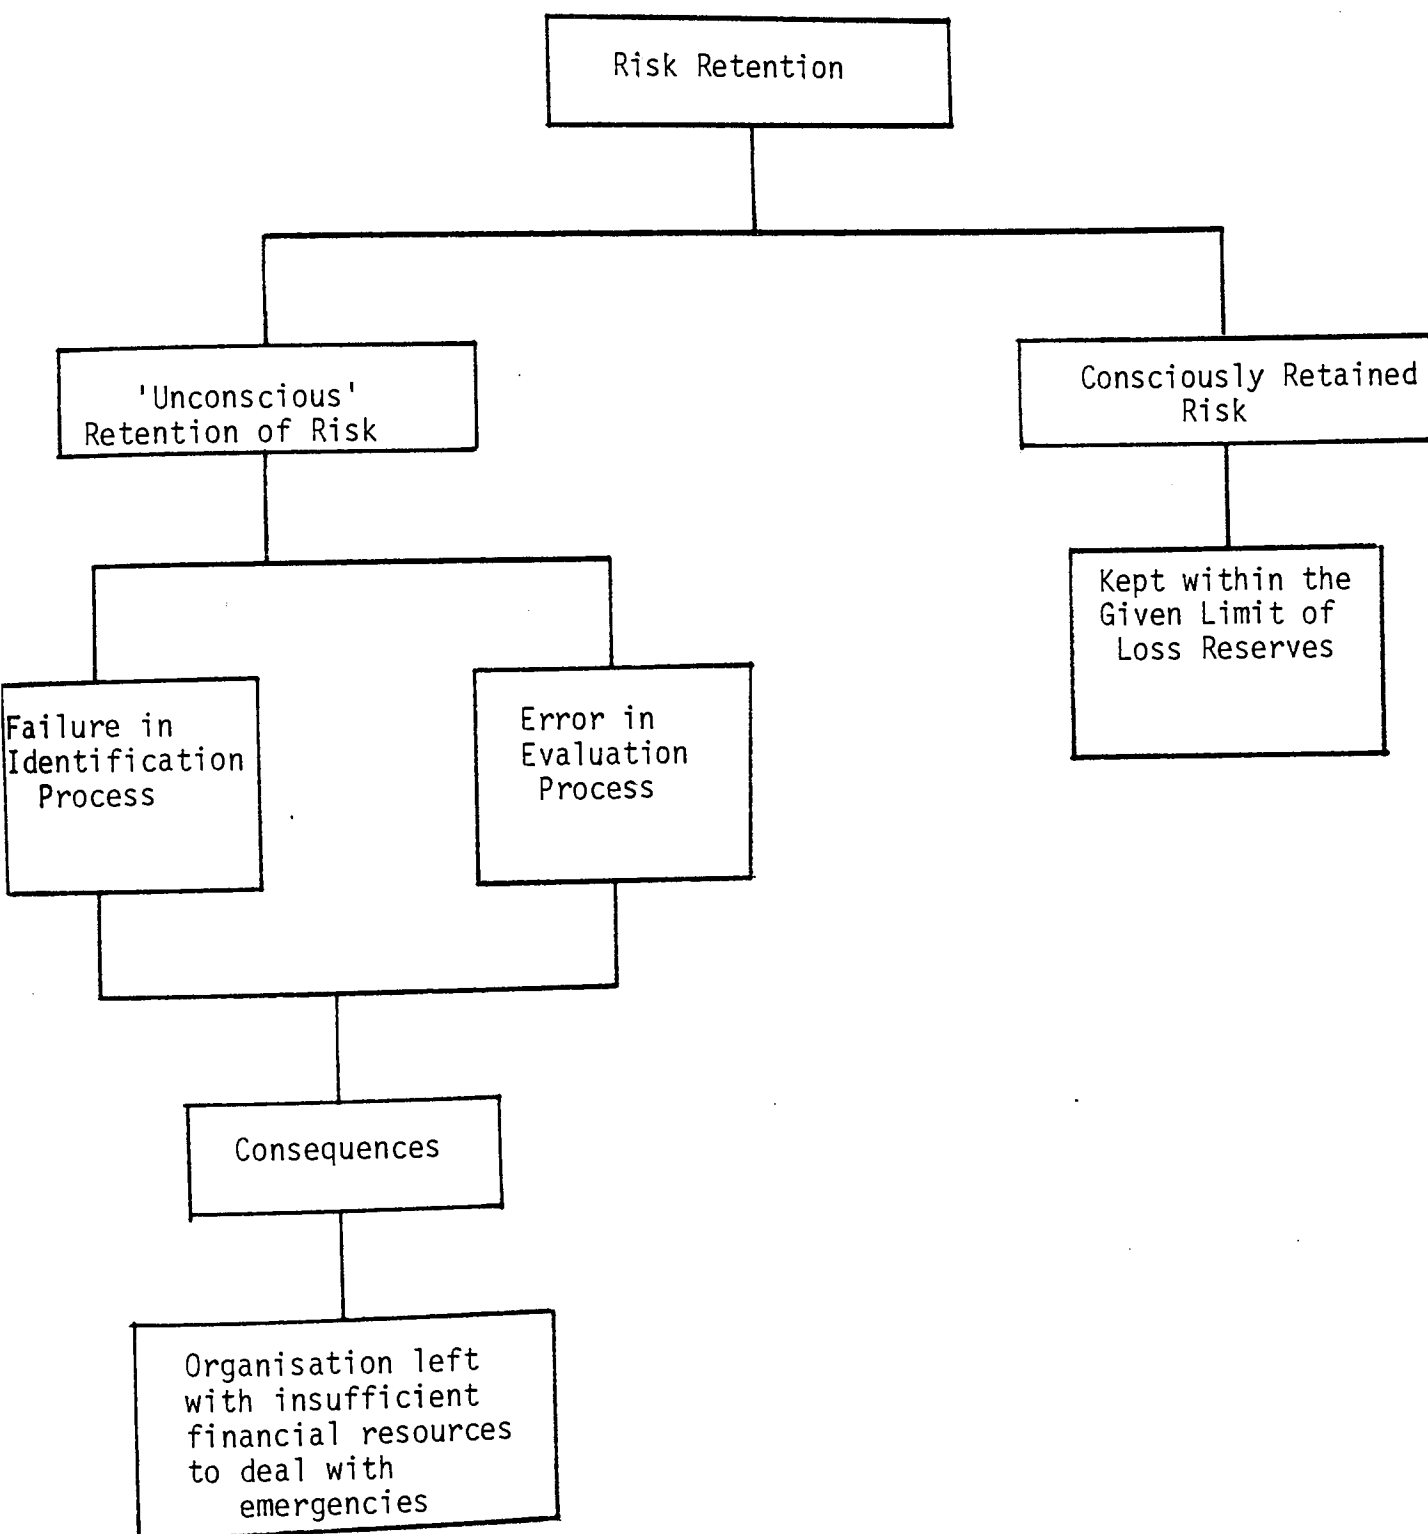 Risk Retention
'Unconscious'
Retention of Risk
Consciously Retained
Risk
Kept within the
Given Limit of
Loss Reserves
Failure in
Identification
Process
Error in
Evaluation
Process
Consequences
Organisation left
with insufficient
financial resources
to deal with
emergencies